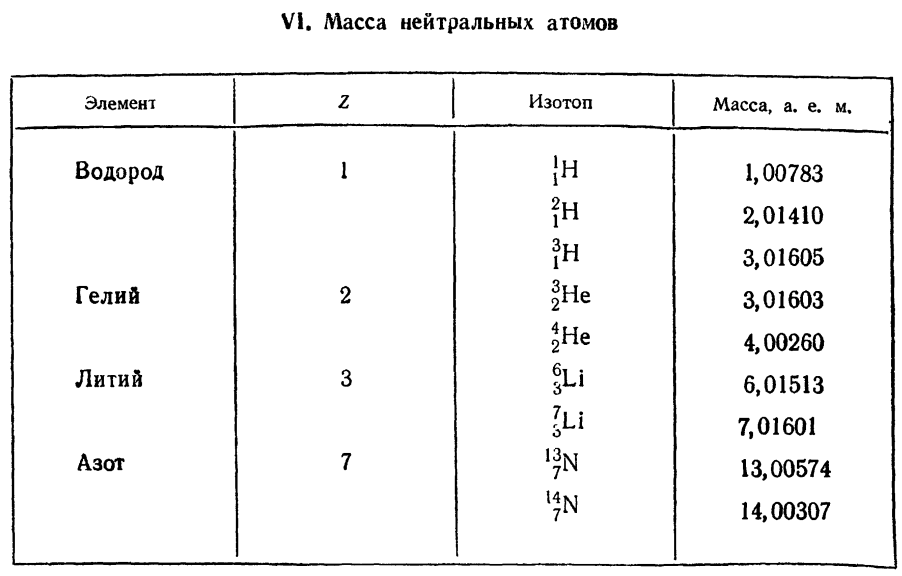 VI. Масса нейтральных атомов
Элемент Z Изотоп Масса, а. е. м.
Водород 1 ¹₁H 1,00783
²₁H 2,01410
³₁H 3,01605
Гелий 2 ³₂He 3,01603
⁴₂He 4,00260
Литий 3 ⁶₃Li 6,01513
⁷₃Li 7,01601
Азот 7 ¹³₇N 13,00574
¹⁴₇N 14,00307